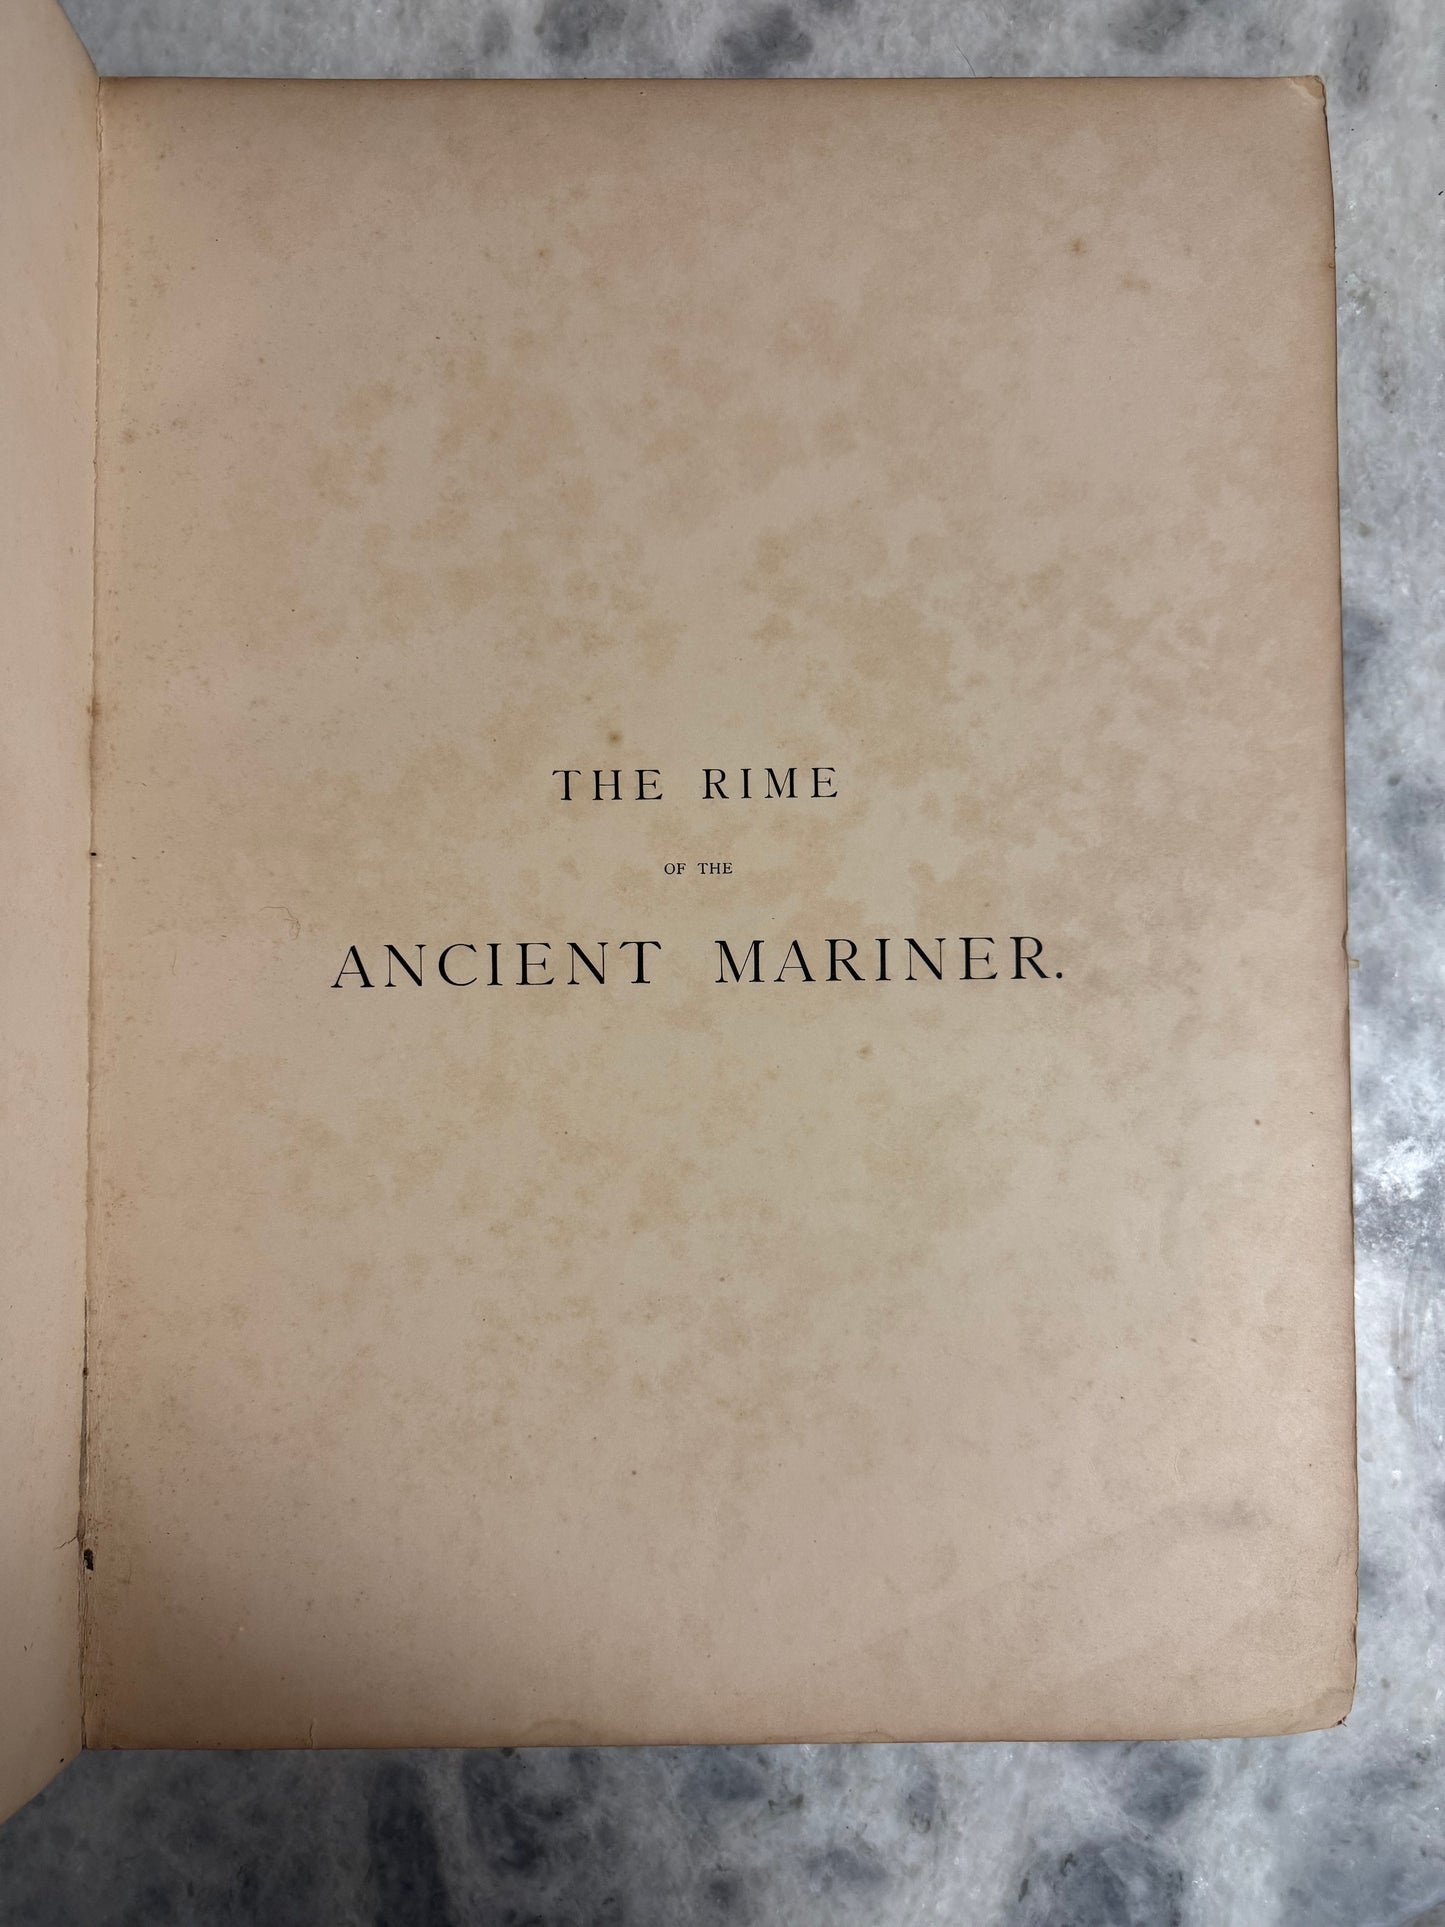 THE RIME
OF THE
ANCIENT MARINER.